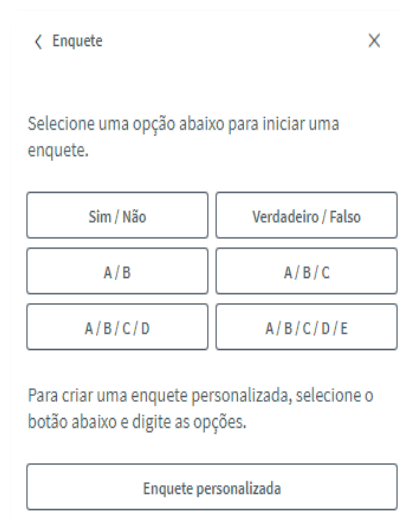 Enquete
Selecione uma opção abaixo para iniciar uma
enquete.
Sim / Não
Verdadeiro / Falso
A / B
A / B / C
A / B / C / D
A / B / C / D / E
Para criar uma enquete personalizada, selecione o
botão abaixo e digite as opções.
Enquete personalizada